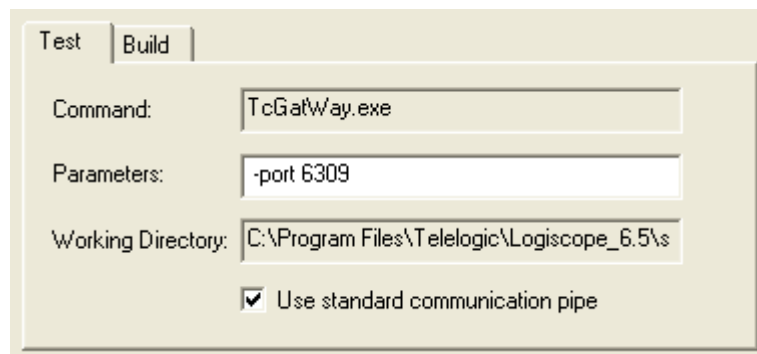 Test Build
Command: TcGatWay.exe
Parameters: -port 6309
Working Directory: C:\Program Files\Telelogic\Logiscope_6.5\s
Use standard communication pipe